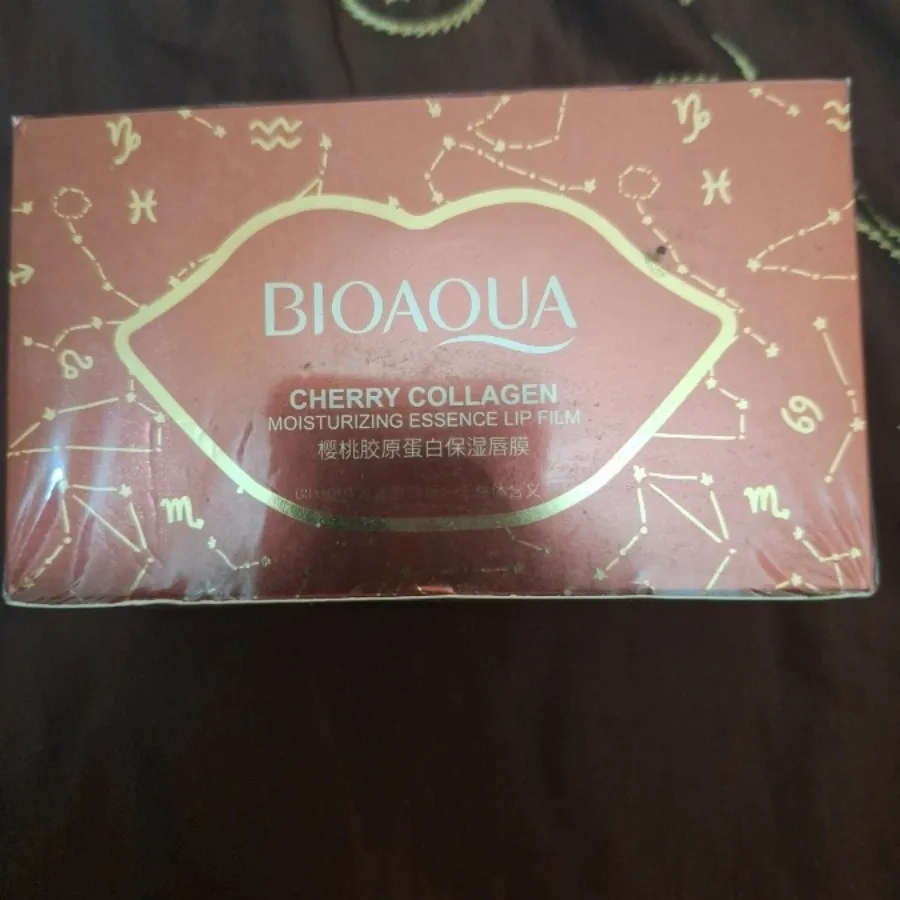 BIOAQUA
CHERRY COLLAGEN
MOISTURIZING ESSENCE LIP FILM
樱桃胶原蛋白保湿唇膜